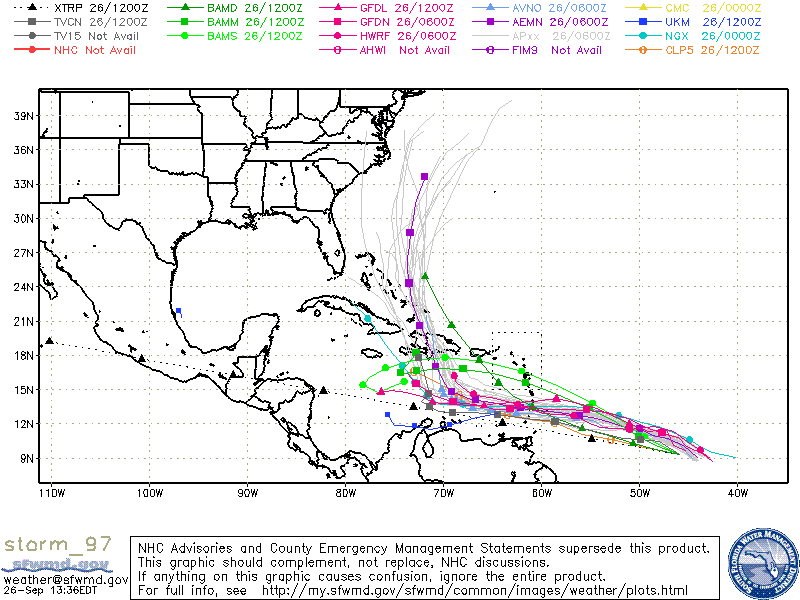 XTRP 26/1200Z BAMD 26/1200Z GFDL 26/1200Z AVNO 26/0600Z CMC 26/0000Z
TVCN 26/1200Z BAMM 26/1200Z GFDN 26/0600Z AEMN 26/0600Z UKM 26/1200Z
TV15 Not Avail BAMS 26/1200Z HWRF 26/0600Z APxx 26/0600Z NGX 26/0000Z
NHC Not Avail AHWI Not Avail FIM9 Not Avail CLP5 26/1200Z
39N
36N
33N
30N
27N
24N
21N
18N
15N
12N
9N
110W 100W 90W 80W 70W 60W 50W 40W
storm_97
sfwmd.gov
weather@sfwmd.gov
26-Sep 13:36EDT
NHC Advisories and County Emergency Management Statements supersede this product.
This graphic should complement, not replace, NHC discussions.
If anything on this graphic causes confusion, ignore the entire product.
For full info, see http://my.sfwmd.gov/sfwmd/common/images/weather/plots.html
SOUTH FLORIDA WATER MANAGEMENT DISTRICT